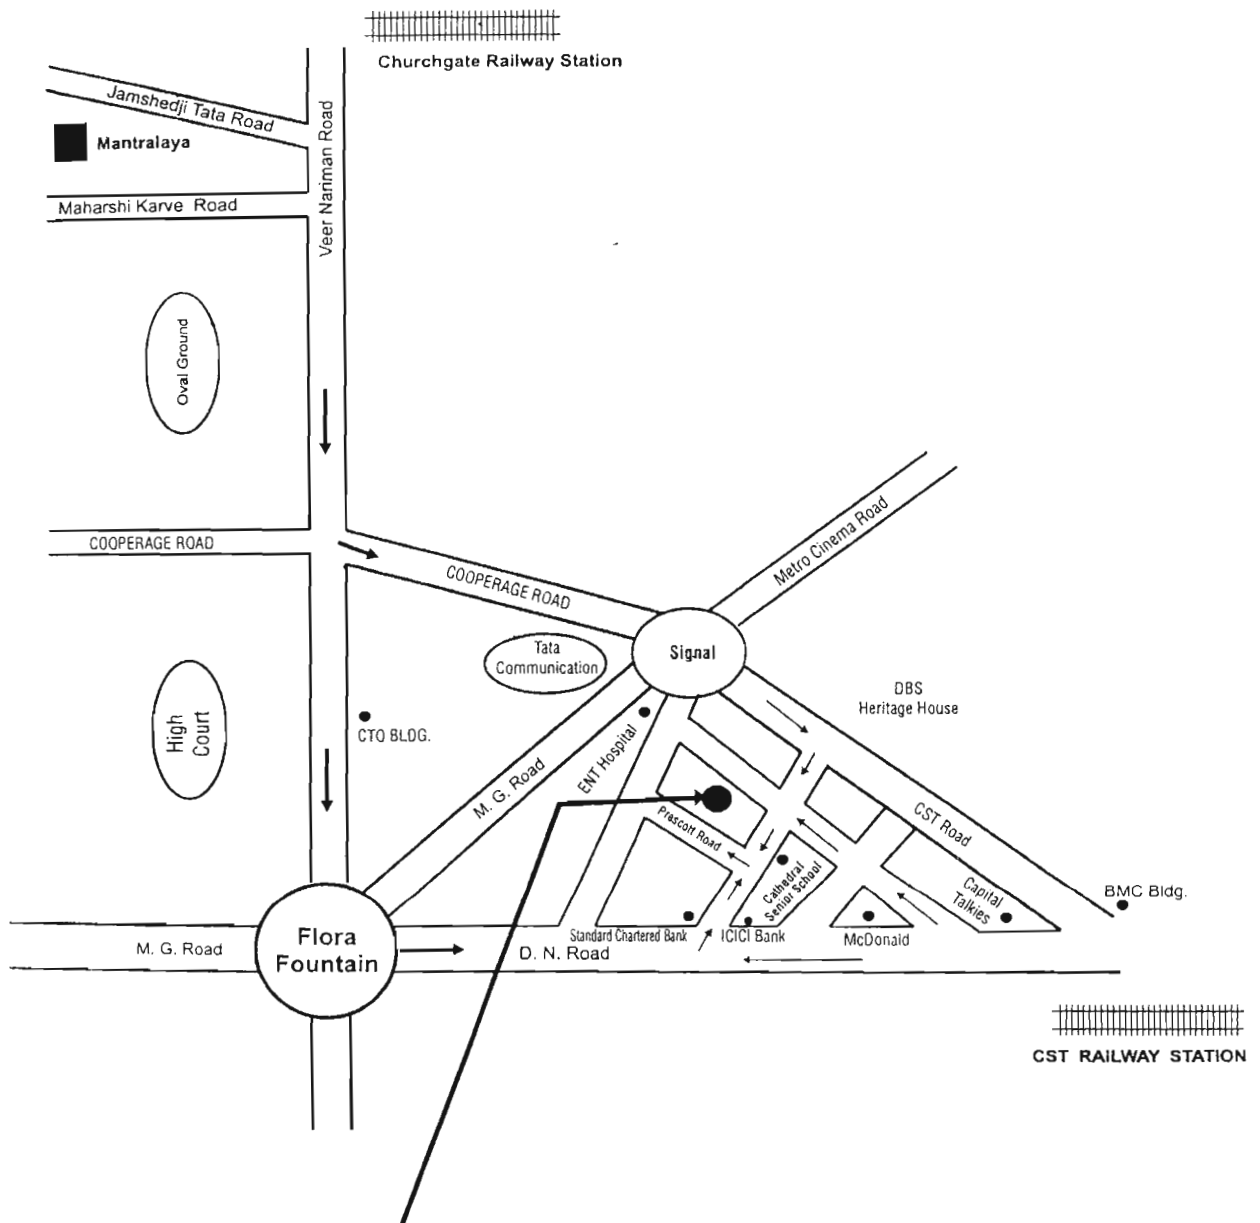 Churchgate Railway Station
Jamshedji Tata Road
Mantralaya
Veer Nariman Road
Maharshi Karve Road
Oval Ground
COOPERAGE ROAD
COOPERAGE ROAD
Metro Cinema Road
Tata
Communication
Signal
DBS
Heritage House
High
Court
CTO BLDG.
M. G. Road
ENT Hospital
Prescott Road
CST Road
Cathedral
Senior School
Capital
Talkies
BMC Bldg.
M. G. Road
Flora
Fountain
D. N. Road
Standard Chartered Bank
ICICI Bank
McDonald
CST RAILWAY STATION